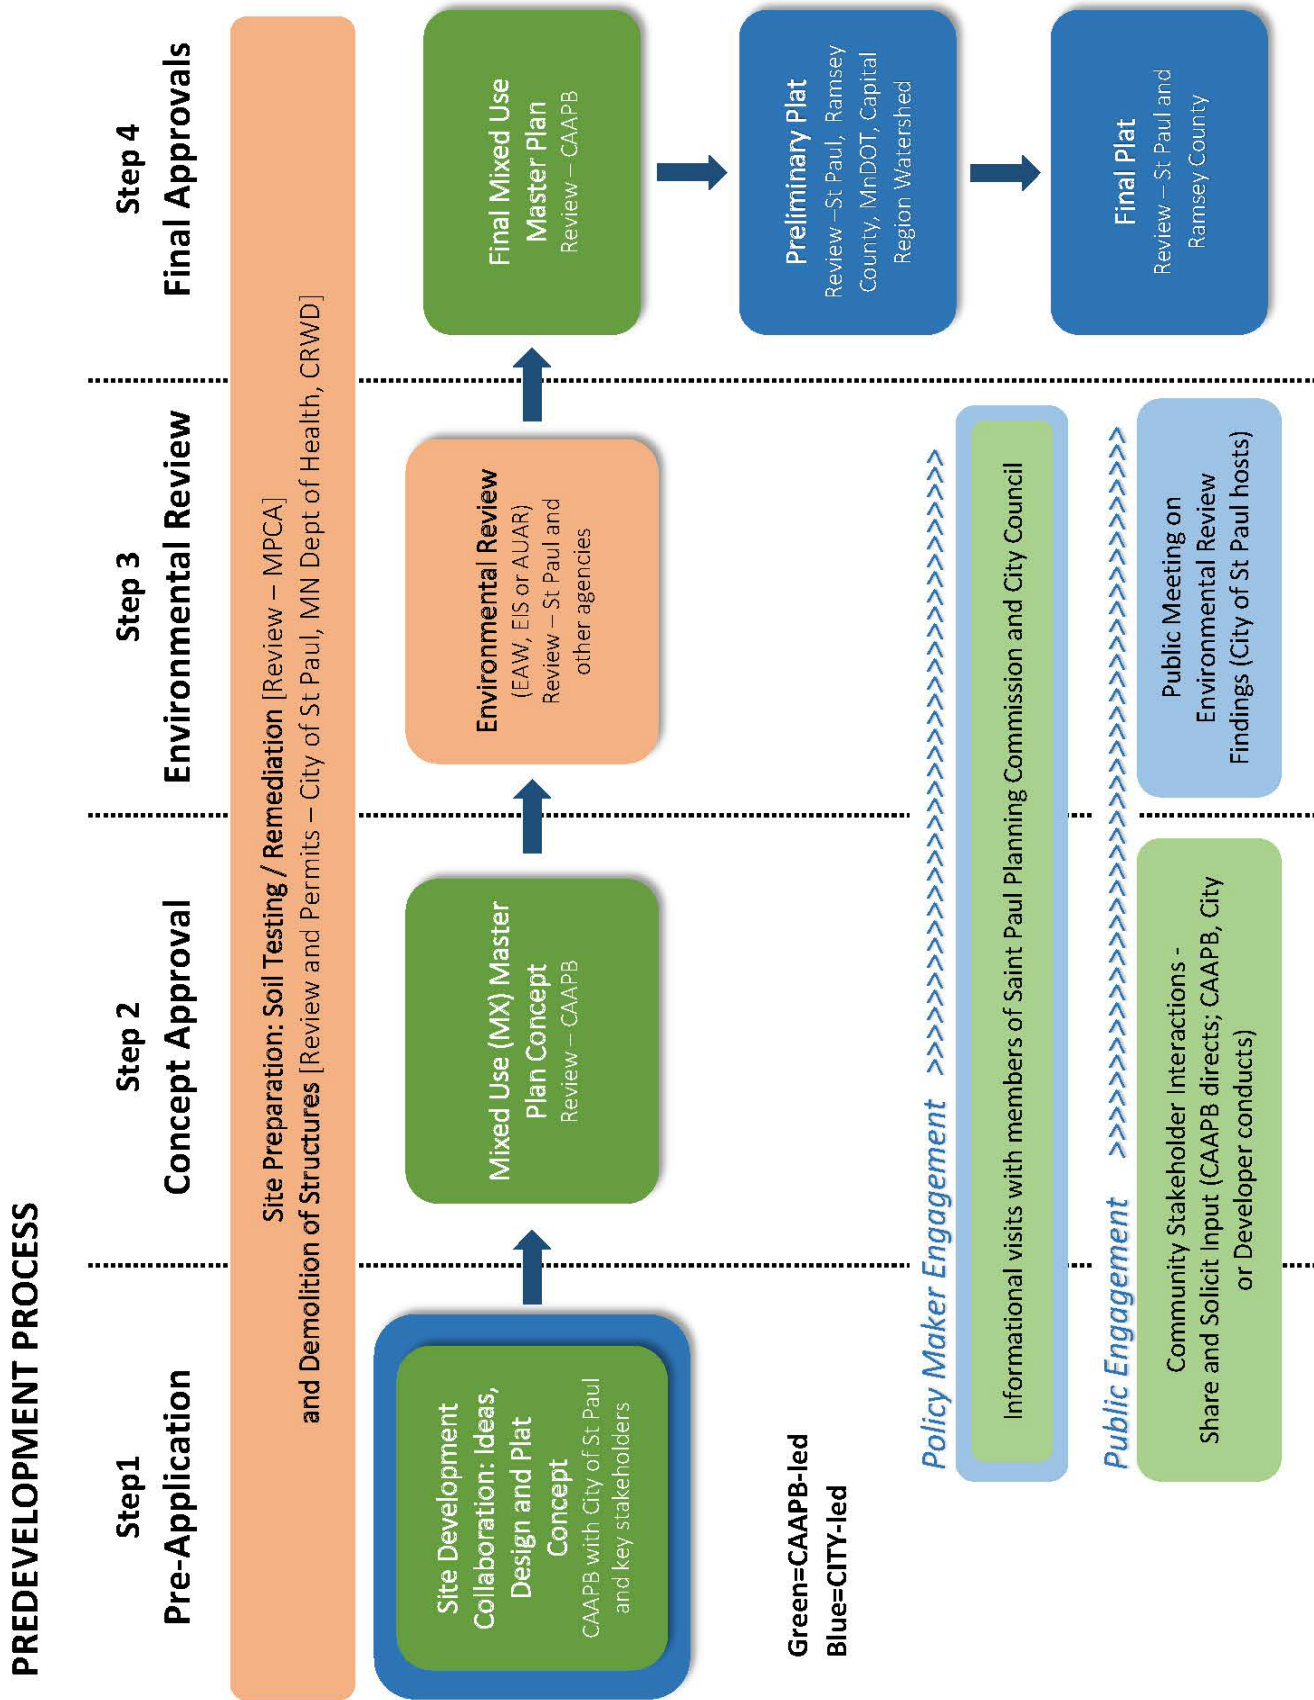 PREDEVELOPMENT PROCESS
Step1
Pre-Application
Step 2
Concept Approval
Step 3
Environmental Review
Step 4
Final Approvals
Site Preparation: Soil Testing / Remediation [Review – MPCA]
and Demolition of Structures [Review and Permits – City of St Paul, MN Dept of Health, CRWD]
Site Development
Collaboration: Ideas,
Design and Plat
Concept
CAAPB with City of St Paul
and key stakeholders
Mixed Use (MX) Master
Plan Concept
Review – CAAPB
Environmental Review
(EAW, EIS or AUAR)
Review – St Paul and
other agencies
Final Mixed Use
Master Plan
Review – CAAPB
Preliminary Plat
Review – St Paul, Ramsey
County, MnDOT, Capital
Region Watershed
Final Plat
Review – St Paul and
Ramsey County
Green=CAAPB-led
Blue=CITY-led
Policy Maker Engagement >>>>>>>>>>>>>>>>>>>>>>>>>>>>>>>>>>>>>>>>
Informational visits with members of Saint Paul Planning Commission and City Council
Public Engagement >>>>>>>>>>>>>>>>>>>>>>>>>>>>>>>>>>>>>>>>>>>>>>>
Community Stakeholder Interactions -
Share and Solicit Input (CAAPB directs; CAAPB, City
or Developer conducts)
Public Meeting on
Environmental Review
Findings (City of St Paul hosts)